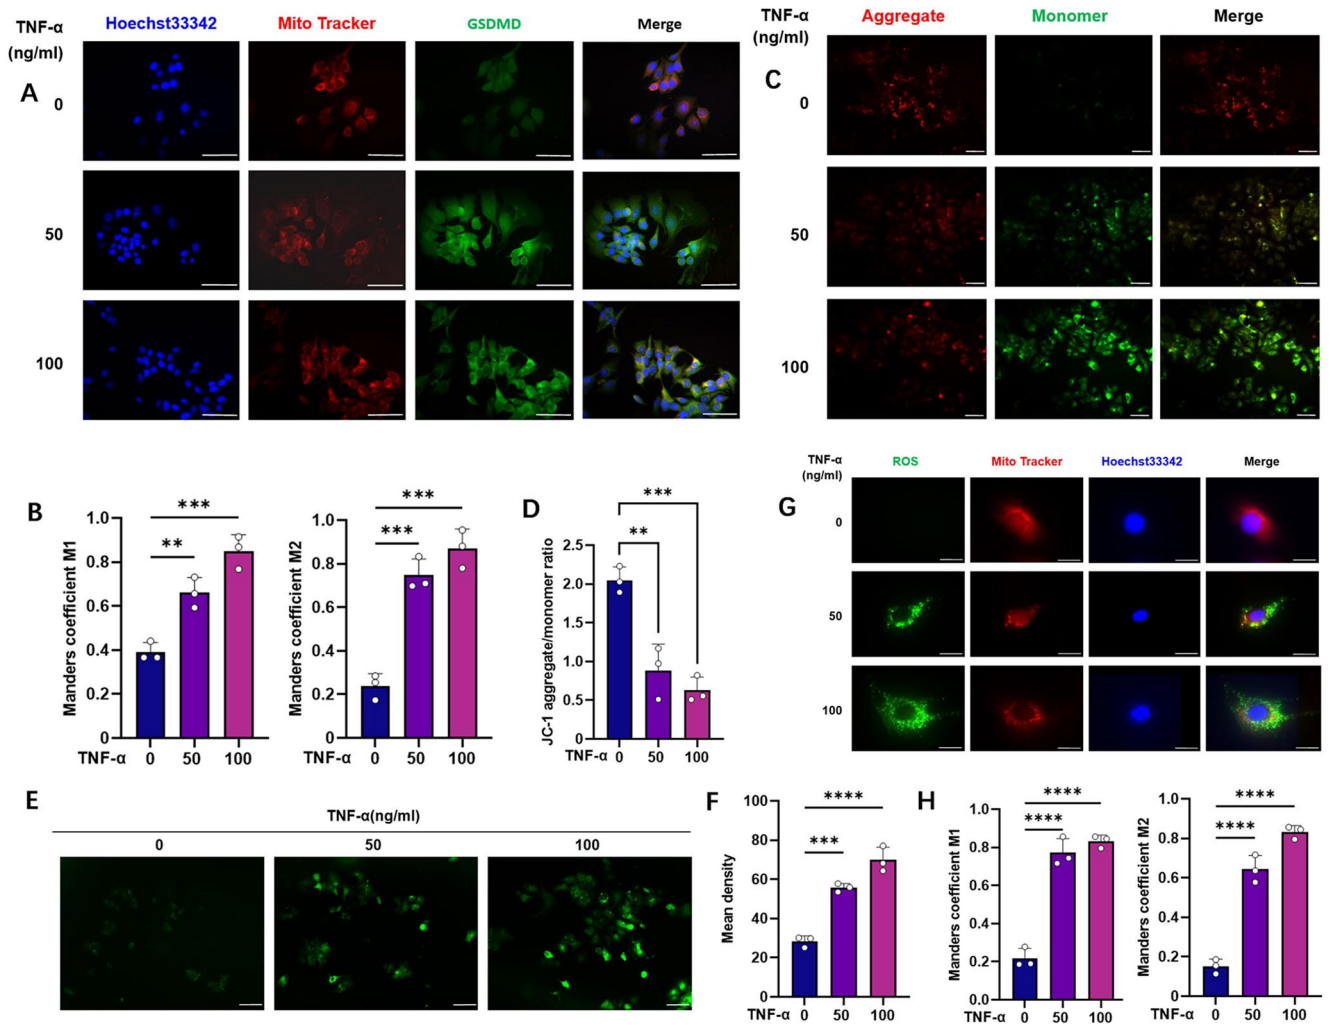 TNF-α
(ng/ml)
Hoechst33342 Mito Tracker GSDMD Merge
A
0
50
100
TNF-α
(ng/ml)
Aggregate Monomer Merge
C
0
50
100
B
Manders coefficient M1
1.0
0.8
0.6
0.4
0.2
0
** ***
TNF-α 0 50 100
Manders coefficient M2
1.0
0.8
0.6
0.4
0.2
0
*** ***
TNF-α 0 50 100
D
JC-1 aggregate/monomer ratio
2.5
2.0
1.5
1.0
0.5
0
** ***
TNF-α 0 50 100
TNF-α
(ng/ml)
ROS Mito Tracker Hoechst33342 Merge
G
0
50
100
E
TNF-α(ng/ml)
0 50 100
F
Mean density
100
80
60
40
20
0
*** ****
TNF-α 0 50 100
H
Manders coefficient M1
1.0
0.8
0.6
0.4
0.2
0.0
**** ****
TNF-α 0 50 100
Manders coefficient M2
1.0
0.8
0.6
0.4
0.2
0
**** ****
TNF-α 0 50 100